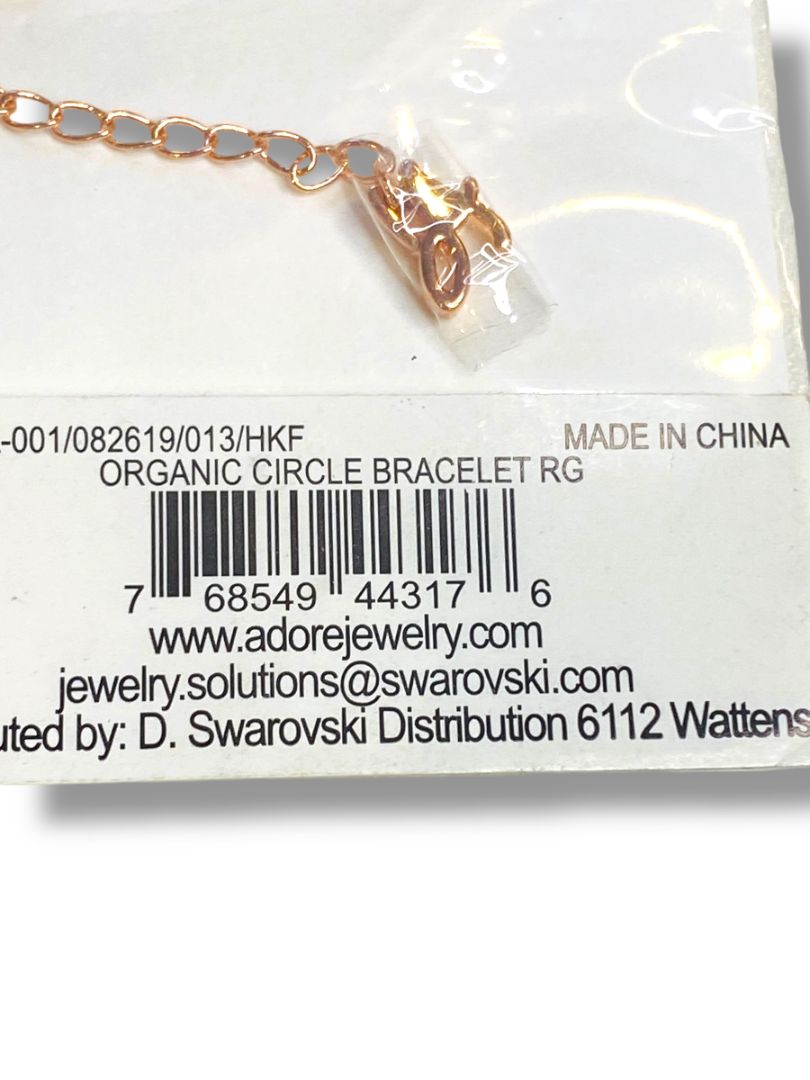 -001/082619/013/HKF MADE IN CHINA
ORGANIC CIRCLE BRACELET RG
7 68549 44317 6
www.adorejewelry.com
jewelry.solutions@swarovski.com
uted by: D. Swarovski Distribution 6112 Wattens